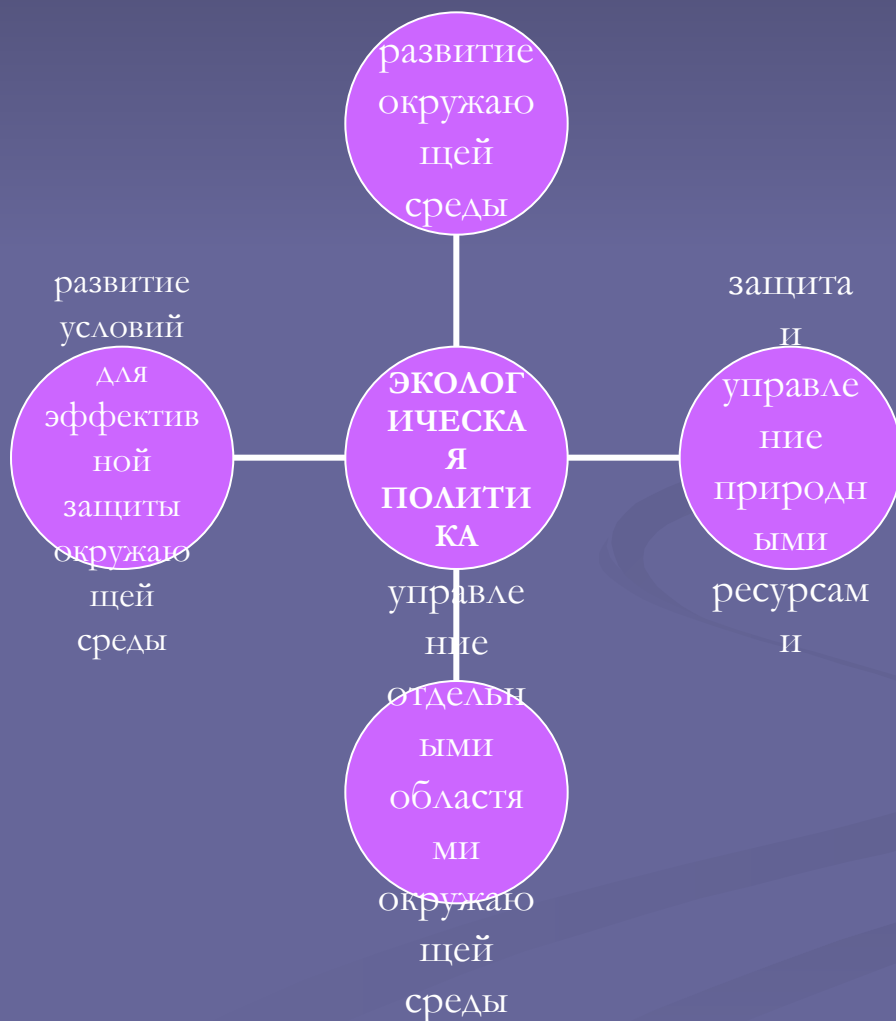 развитие
окружаю
щей
среды
развитие
условий
для
эффектив
ной
защиты
окружаю
щей
среды
ЭКОЛОГ
ИЧЕСКА
Я
ПОЛИТИ
КА
защита
и
управле
ние
природн
ыми
ресурсам
и
управле
ние
отдельн
ыми
областя
ми
окружаю
щей
среды